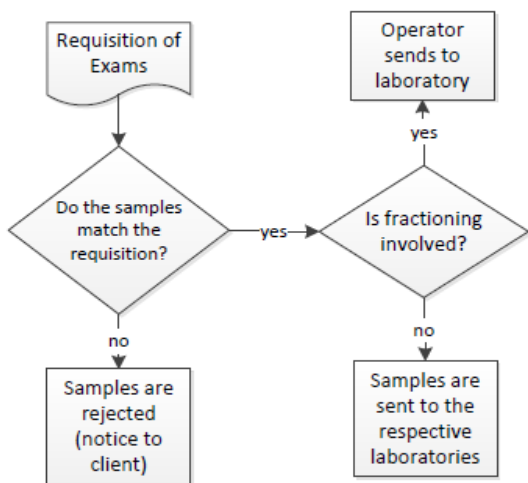 Requisition of
Exams
Do the samples
match the
requisition?
yes
no
Samples are
rejected
(notice to
client)
Operator
sends to
laboratory
yes
Is fractioning
involved?
no
Samples are
sent to the
respective
laboratories